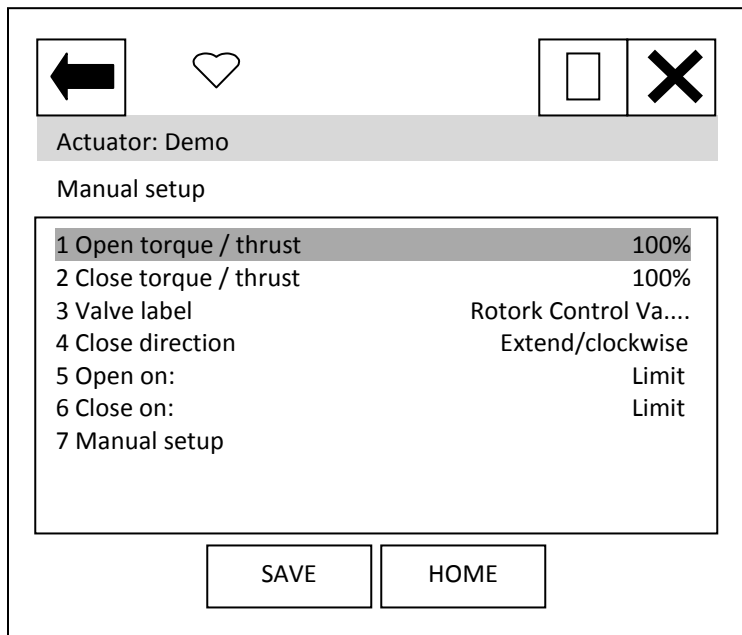 Actuator: Demo
Manual setup
1 Open torque / thrust 100%
2 Close torque / thrust 100%
3 Valve label Rotork Control Va....
4 Close direction Extend/clockwise
5 Open on: Limit
6 Close on: Limit
7 Manual setup
SAVE HOME